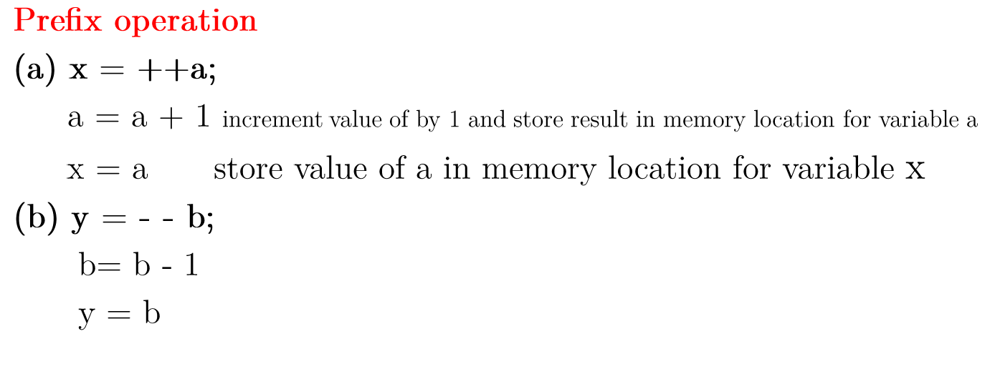 Prefix operation
(a) x = ++a;
a = a + 1 increment value of by 1 and store result in memory location for variable a
x = a store value of a in memory location for variable x
(b) y = - - b;
b= b - 1
y = b